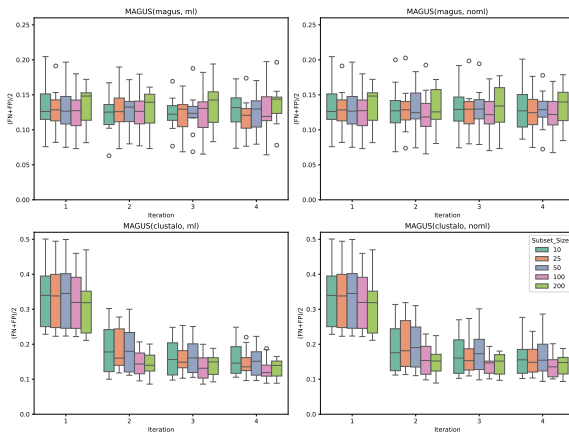 MAGUS(magus, ml)
0.25
0.20
0.15
0.10
0.05
0.00
(FN+FP)/2
1 2 3 4
Iteration
MAGUS(magus, noml)
0.25
0.20
0.15
0.10
0.05
0.00
(FN+FP)/2
1 2 3 4
Iteration
MAGUS(clustalo, ml)
0.5
0.4
0.3
0.2
0.1
0.0
(FN+FP)/2
1 2 3 4
Iteration
MAGUS(clustalo, noml)
0.5
0.4
0.3
0.2
0.1
0.0
(FN+FP)/2
1 2 3 4
Iteration
Subset_Size
10
25
50
100
200